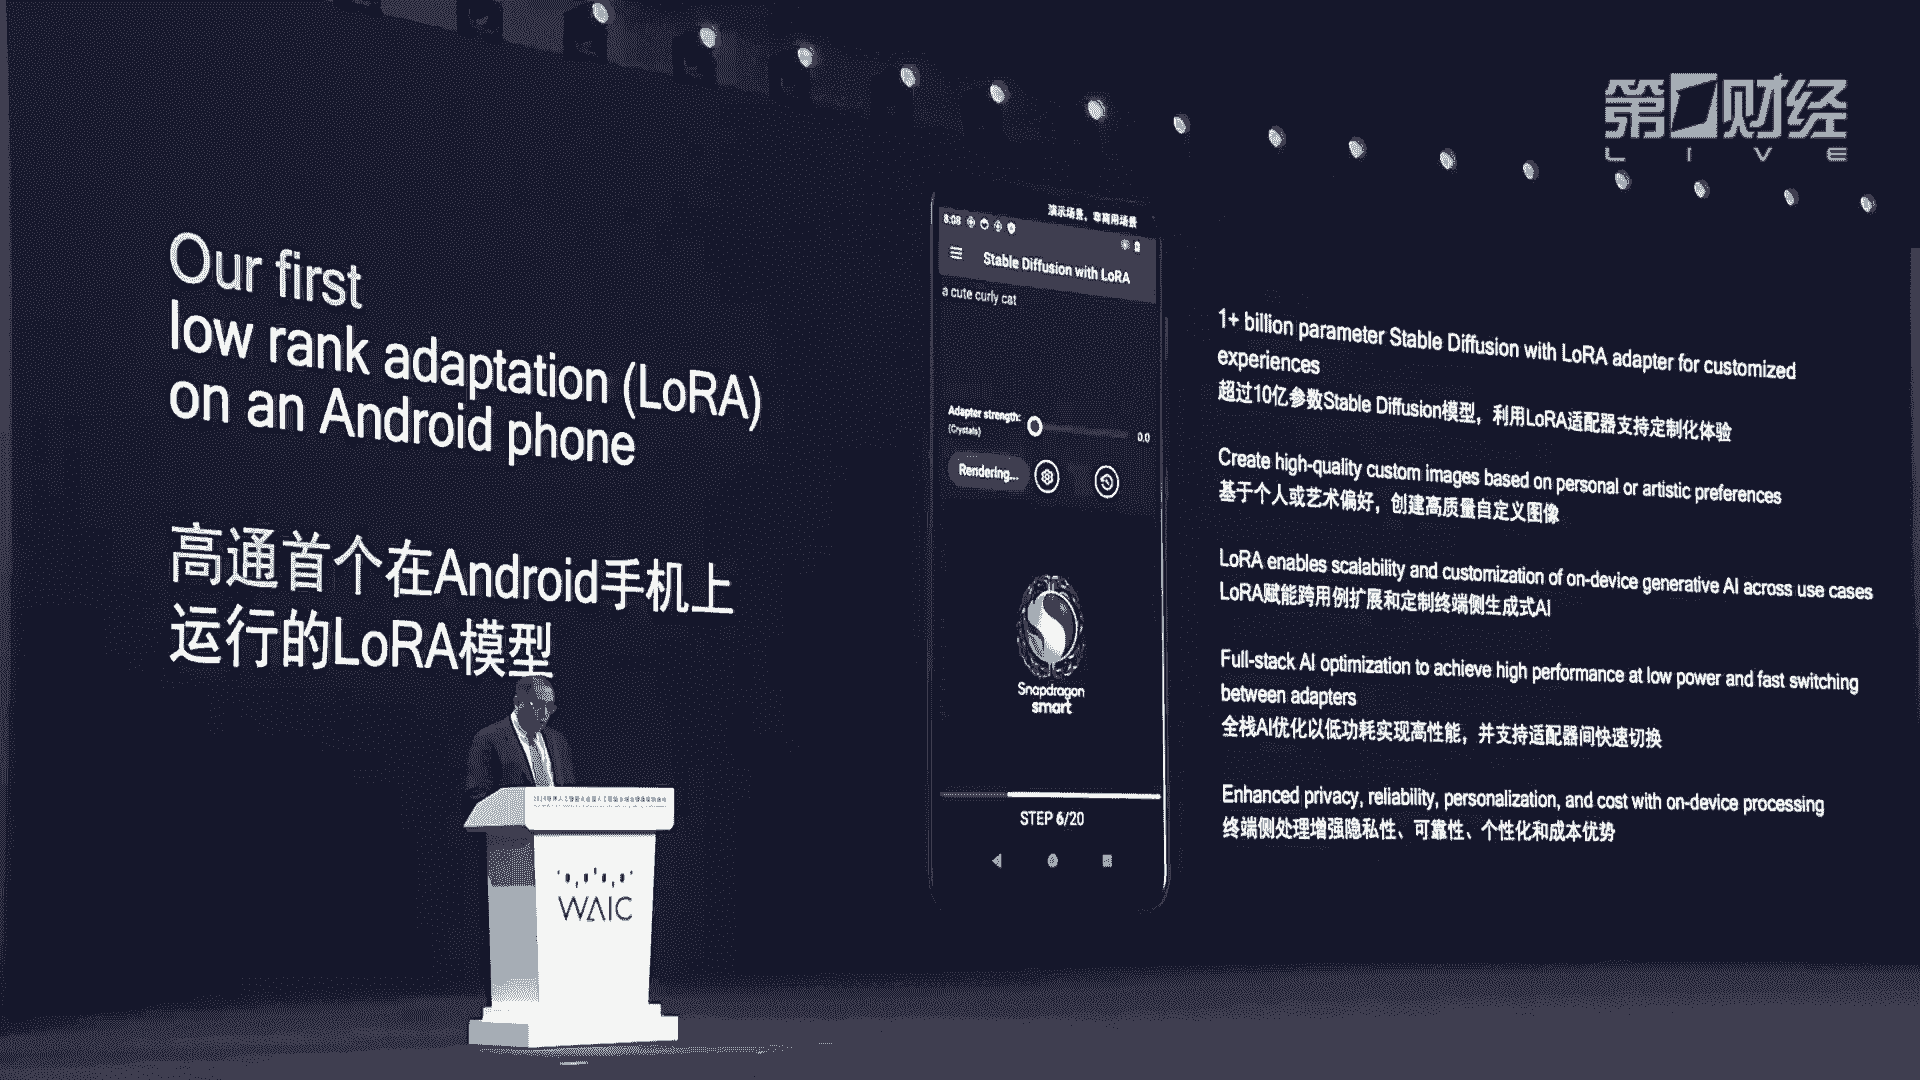 第一财经
LIVE
Our first
low rank adaptation (LoRA)
on an Android phone
高通首个在Android手机上
运行的LoRA模型
演示场景，非商用场景
8:08
Stable Diffusion with LoRA
a cute curly cat
Adapter strength:
(Crystals)
0.0
Rendering...
Snapdragon
smart
STEP 6/20
1+ billion parameter Stable Diffusion with LoRA adapter for customized
experiences
超过10亿参数Stable Diffusion模型，利用LoRA适配器支持定制化体验
Create high-quality custom images based on personal or artistic preferences
基于个人或艺术偏好，创建高质量自定义图像
LoRA enables scalability and customization of on-device generative AI across use cases
LoRA赋能跨用例扩展和定制终端侧生成式AI
Full-stack AI optimization to achieve high performance at low power and fast switching
between adapters
全栈AI优化以低功耗实现高性能，并支持适配器间快速切换
Enhanced privacy, reliability, personalization, and cost with on-device processing
终端侧处理增强隐私性、可靠性、个性化和成本优势
WAIC